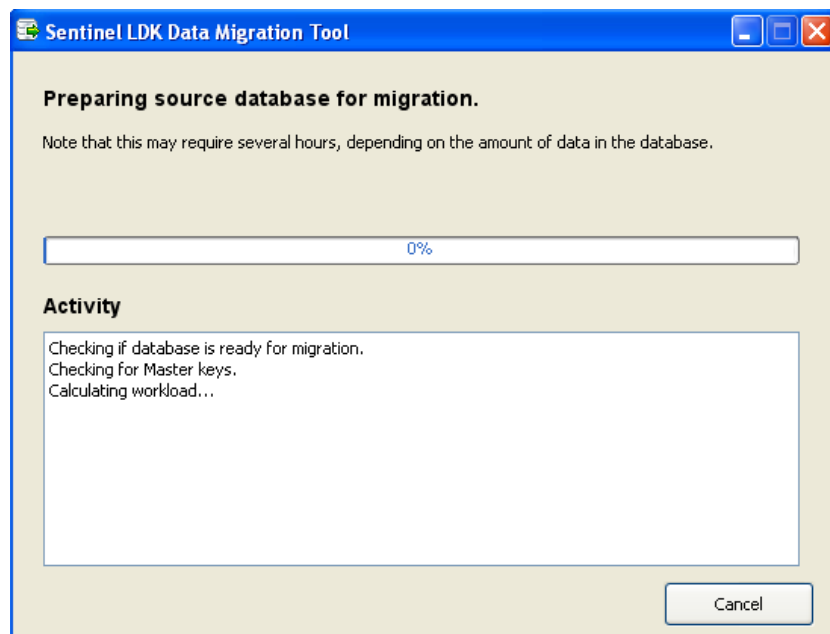 Sentinel LDK Data Migration Tool
Preparing source database for migration.
Note that this may require several hours, depending on the amount of data in the database.
0%
Activity
Checking if database is ready for migration.
Checking for Master keys.
Calculating workload...
Cancel